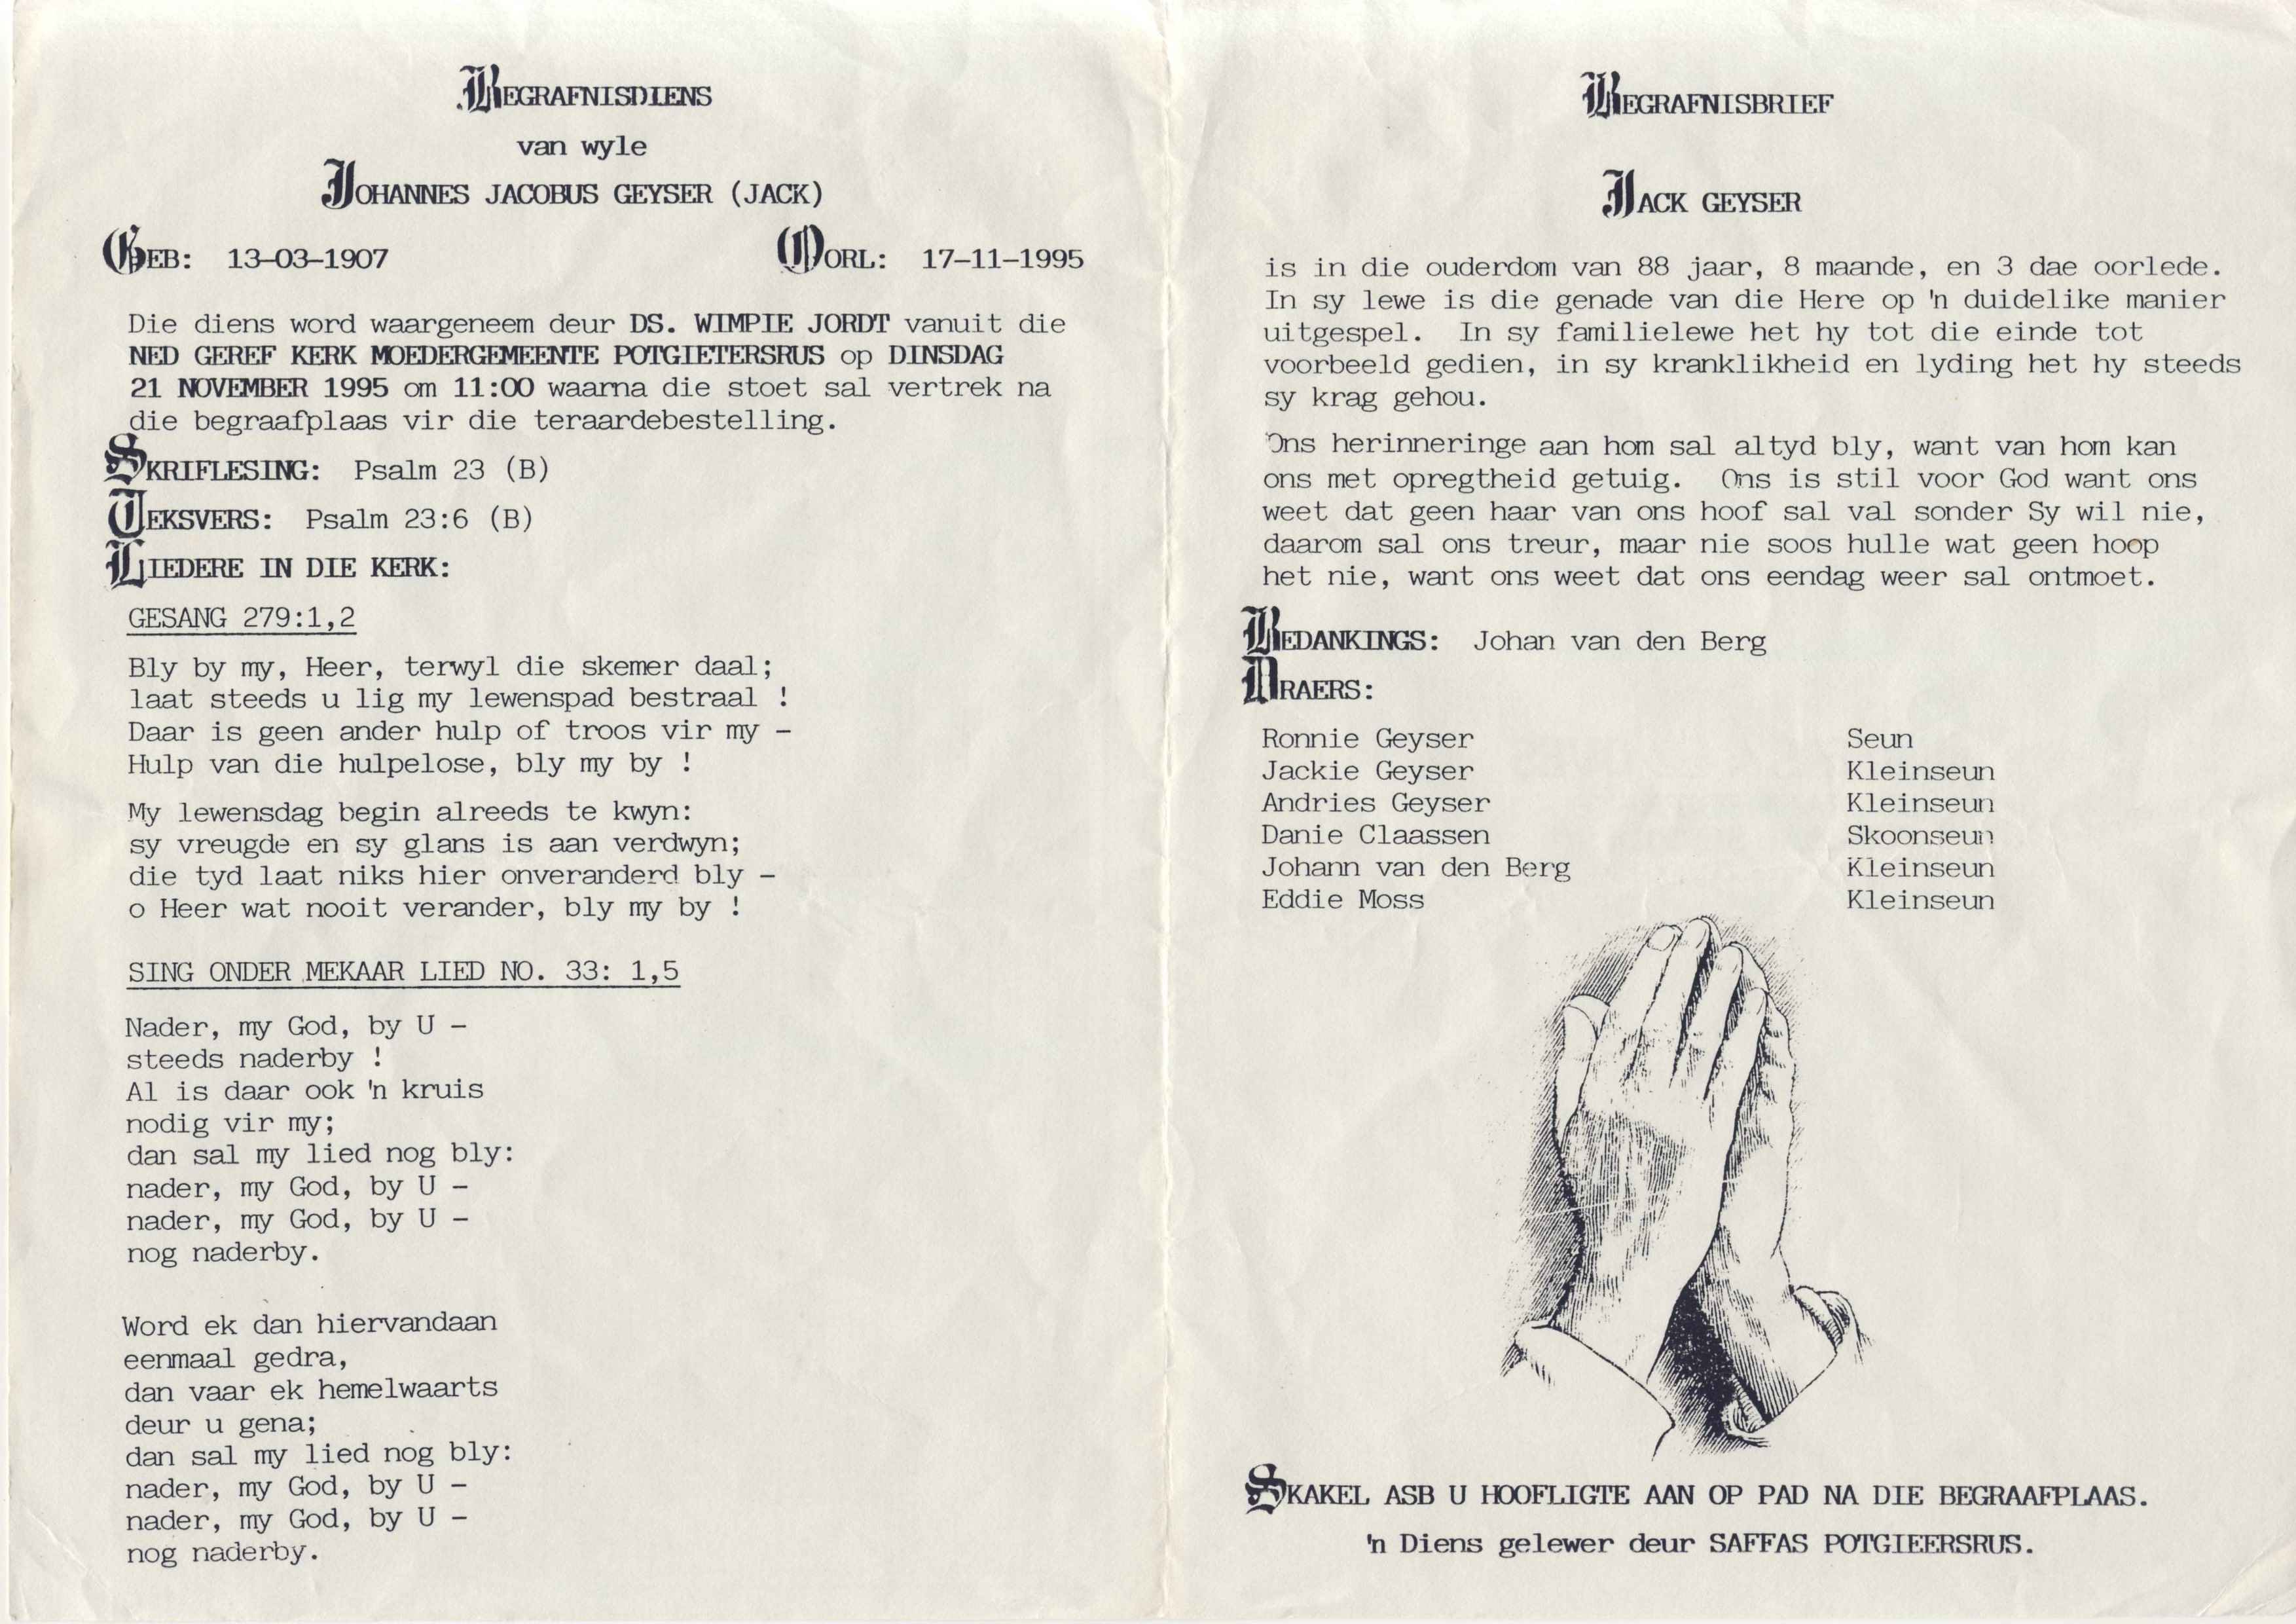 BEGRAFNISDIENS
van wyle
JOHANNES JACOBUS GEYSER (JACK)
GEB: 13-03-1907 OORL: 17-11-1995
Die diens word waargeneem deur DS. WIMPIE JORDT vanuit die
NED GEREF KERK MOEDERGEMEENTE POTGIETERSRUS op DINSDAG
21 NOVEMBER 1995 om 11:00 waarna die stoet sal vertrek na
die begraafplaas vir die teraardebestelling.
SKRIFLESING: Psalm 23 (B)
TEKSVERS: Psalm 23:6 (B)
LIEDERE IN DIE KERK:
GESANG 279:1,2
Bly by my, Heer, terwyl die skemer daal;
laat steeds u lig my lewenspad bestraal !
Daar is geen ander hulp of troos vir my -
Hulp van die hulpelose, bly my by !
My lewensdag begin alreeds te kwyn:
sy vreugde en sy glans is aan verdwyn;
die tyd laat niks hier onveranderd bly -
o Heer wat nooit verander, bly my by !
SING ONDER MEKAAR LIED NO. 33: 1,5
Nader, my God, by U -
steeds naderby !
Al is daar ook 'n kruis
nodig vir my;
dan sal my lied nog bly:
nader, my God, by U -
nader, my God, by U -
nog naderby.
Word ek dan hiervandaan
eenmaal gedra,
dan vaar ek hemelwaarts
deur u gena;
dan sal my lied nog bly:
nader, my God, by U -
nader, my God, by U -
nog naderby.
BEGRAFNISBRIEF
JACK GEYSER
is in die ouderdom van 88 jaar, 8 maande, en 3 dae oorlede.
In sy lewe is die genade van die Here op 'n duidelike manier
uitgespel. In sy familielewe het hy tot die einde tot
voorbeeld gedien, in sy kranklikheid en lyding het hy steeds
sy krag gehou.
Ons herinneringe aan hom sal altyd bly, want van hom kan
ons met opregtheid getuig. Ons is stil voor God want ons
weet dat geen haar van ons hoof sal val sonder Sy wil nie,
daarom sal ons treur, maar nie soos hulle wat geen hoop
het nie, want ons weet dat ons eendag weer sal ontmoet.
BEDANKINGS: Johan van den Berg
DRAERS:
Ronnie Geyser Seun
Jackie Geyser Kleinseun
Andries Geyser Kleinseun
Danie Claassen Skoonseun
Johann van den Berg Kleinseun
Eddie Moss Kleinseun
SKAKEL ASB U HOOFLIGTE AAN OP PAD NA DIE BEGRAAFPLAAS.
'n Diens gelewer deur SAFFAS POTGIEERSRUS.